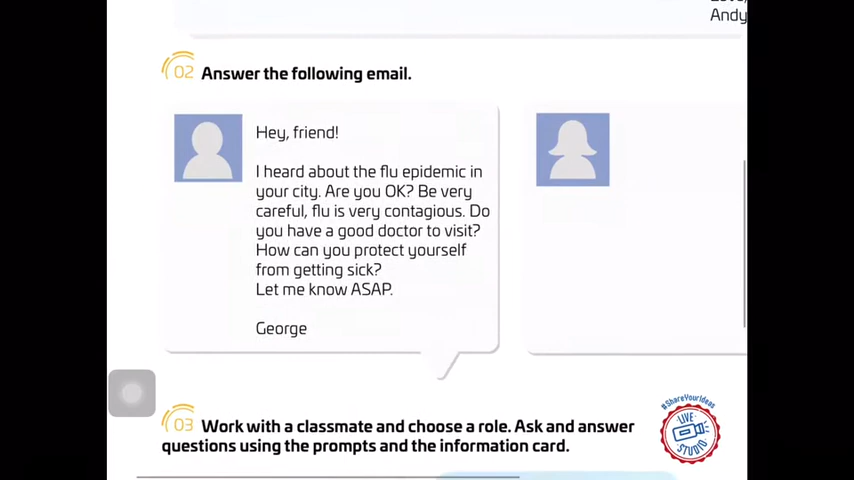 Andy
02 Answer the following email.
Hey, friend!
I heard about the flu epidemic in
your city. Are you OK? Be very
careful, flu is very contagious. Do
you have a good doctor to visit?
How can you protect yourself
from getting sick?
Let me know ASAP.
George
03 Work with a classmate and choose a role. Ask and answer
questions using the prompts and the information card.
#ShareYourIdeas
LIVE
STUDIO